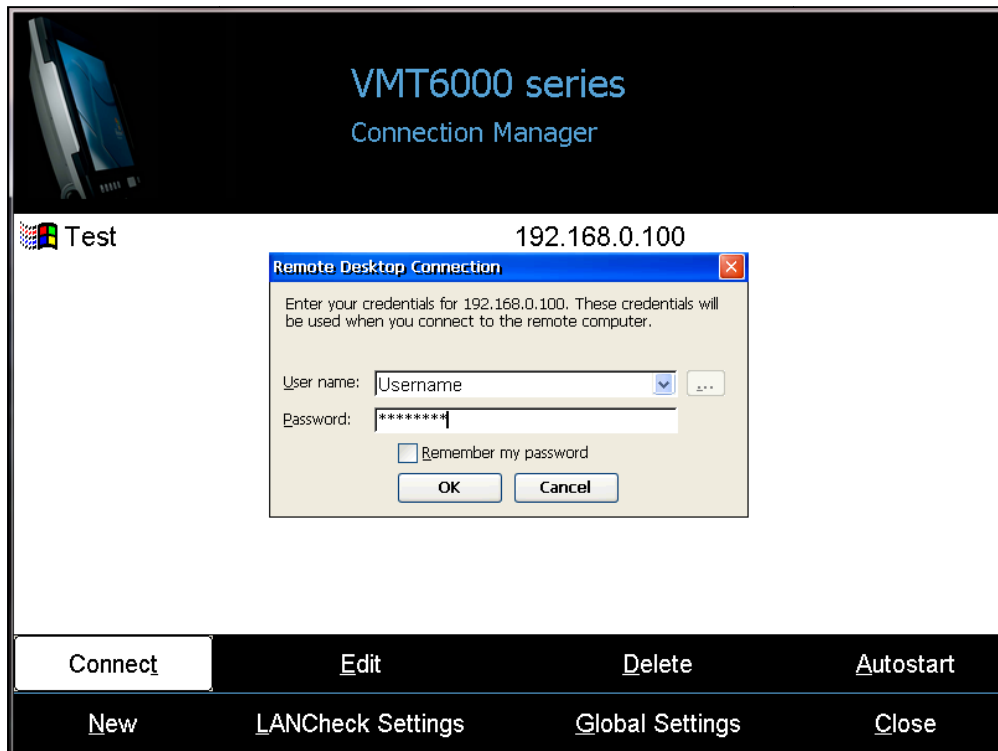 VMT6000 series
Connection Manager
Test 192.168.0.100
Remote Desktop Connection
Enter your credentials for 192.168.0.100. These credentials will
be used when you connect to the remote computer.
User name: Username ...
Password: ********
Remember my password
OK Cancel
Connect Edit Delete Autostart
New LANCheck Settings Global Settings Close